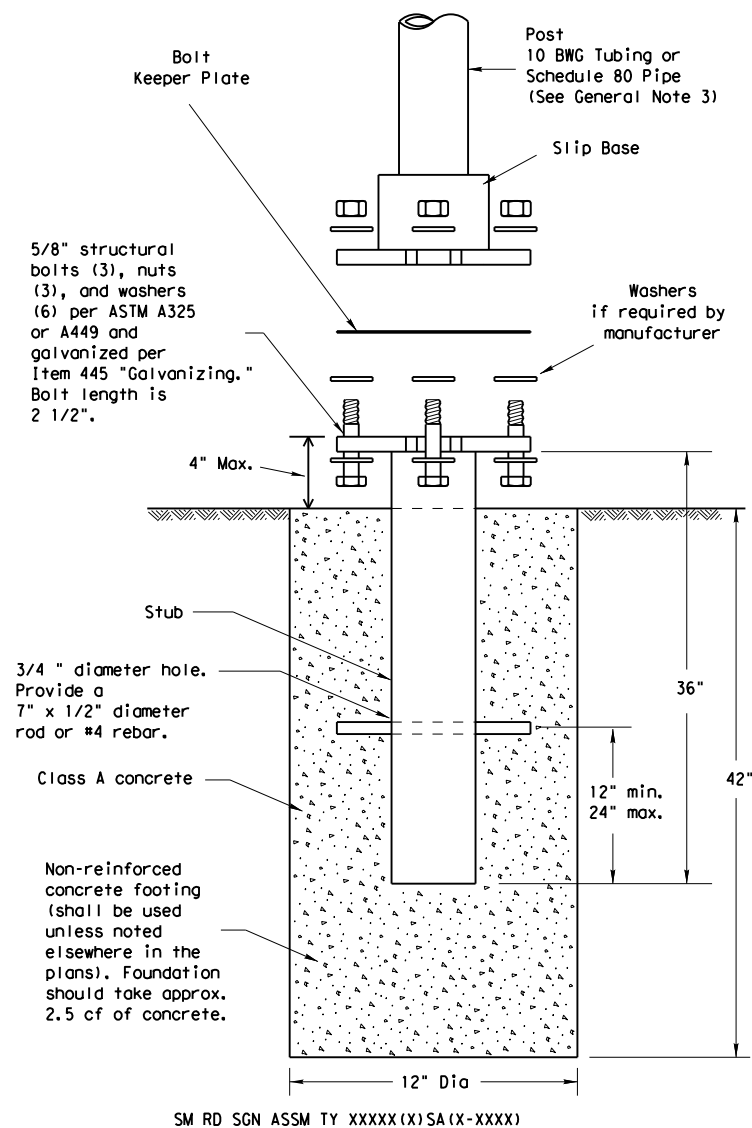 Post
10 BWG Tubing or
Schedule 80 Pipe
(See General Note 3)
Bolt
Keeper Plate
Slip Base
5/8" structural
bolts (3), nuts
(3), and washers
(6) per ASTM A325
or A449 and
galvanized per
Item 445 "Galvanizing."
Bolt length is
2 1/2".
Washers
if required by
manufacturer
4" Max.
Stub
3/4 " diameter hole.
Provide a
7" x 1/2" diameter
rod or #4 rebar.
36"
Class A concrete
12" min.
24" max.
42"
Non-reinforced
concrete footing
(shall be used
unless noted
elsewhere in the
plans). Foundation
should take approx.
2.5 cf of concrete.
12" Dia
SM RD SGN ASSM TY XXXXX(X)SA(X-XXXX)